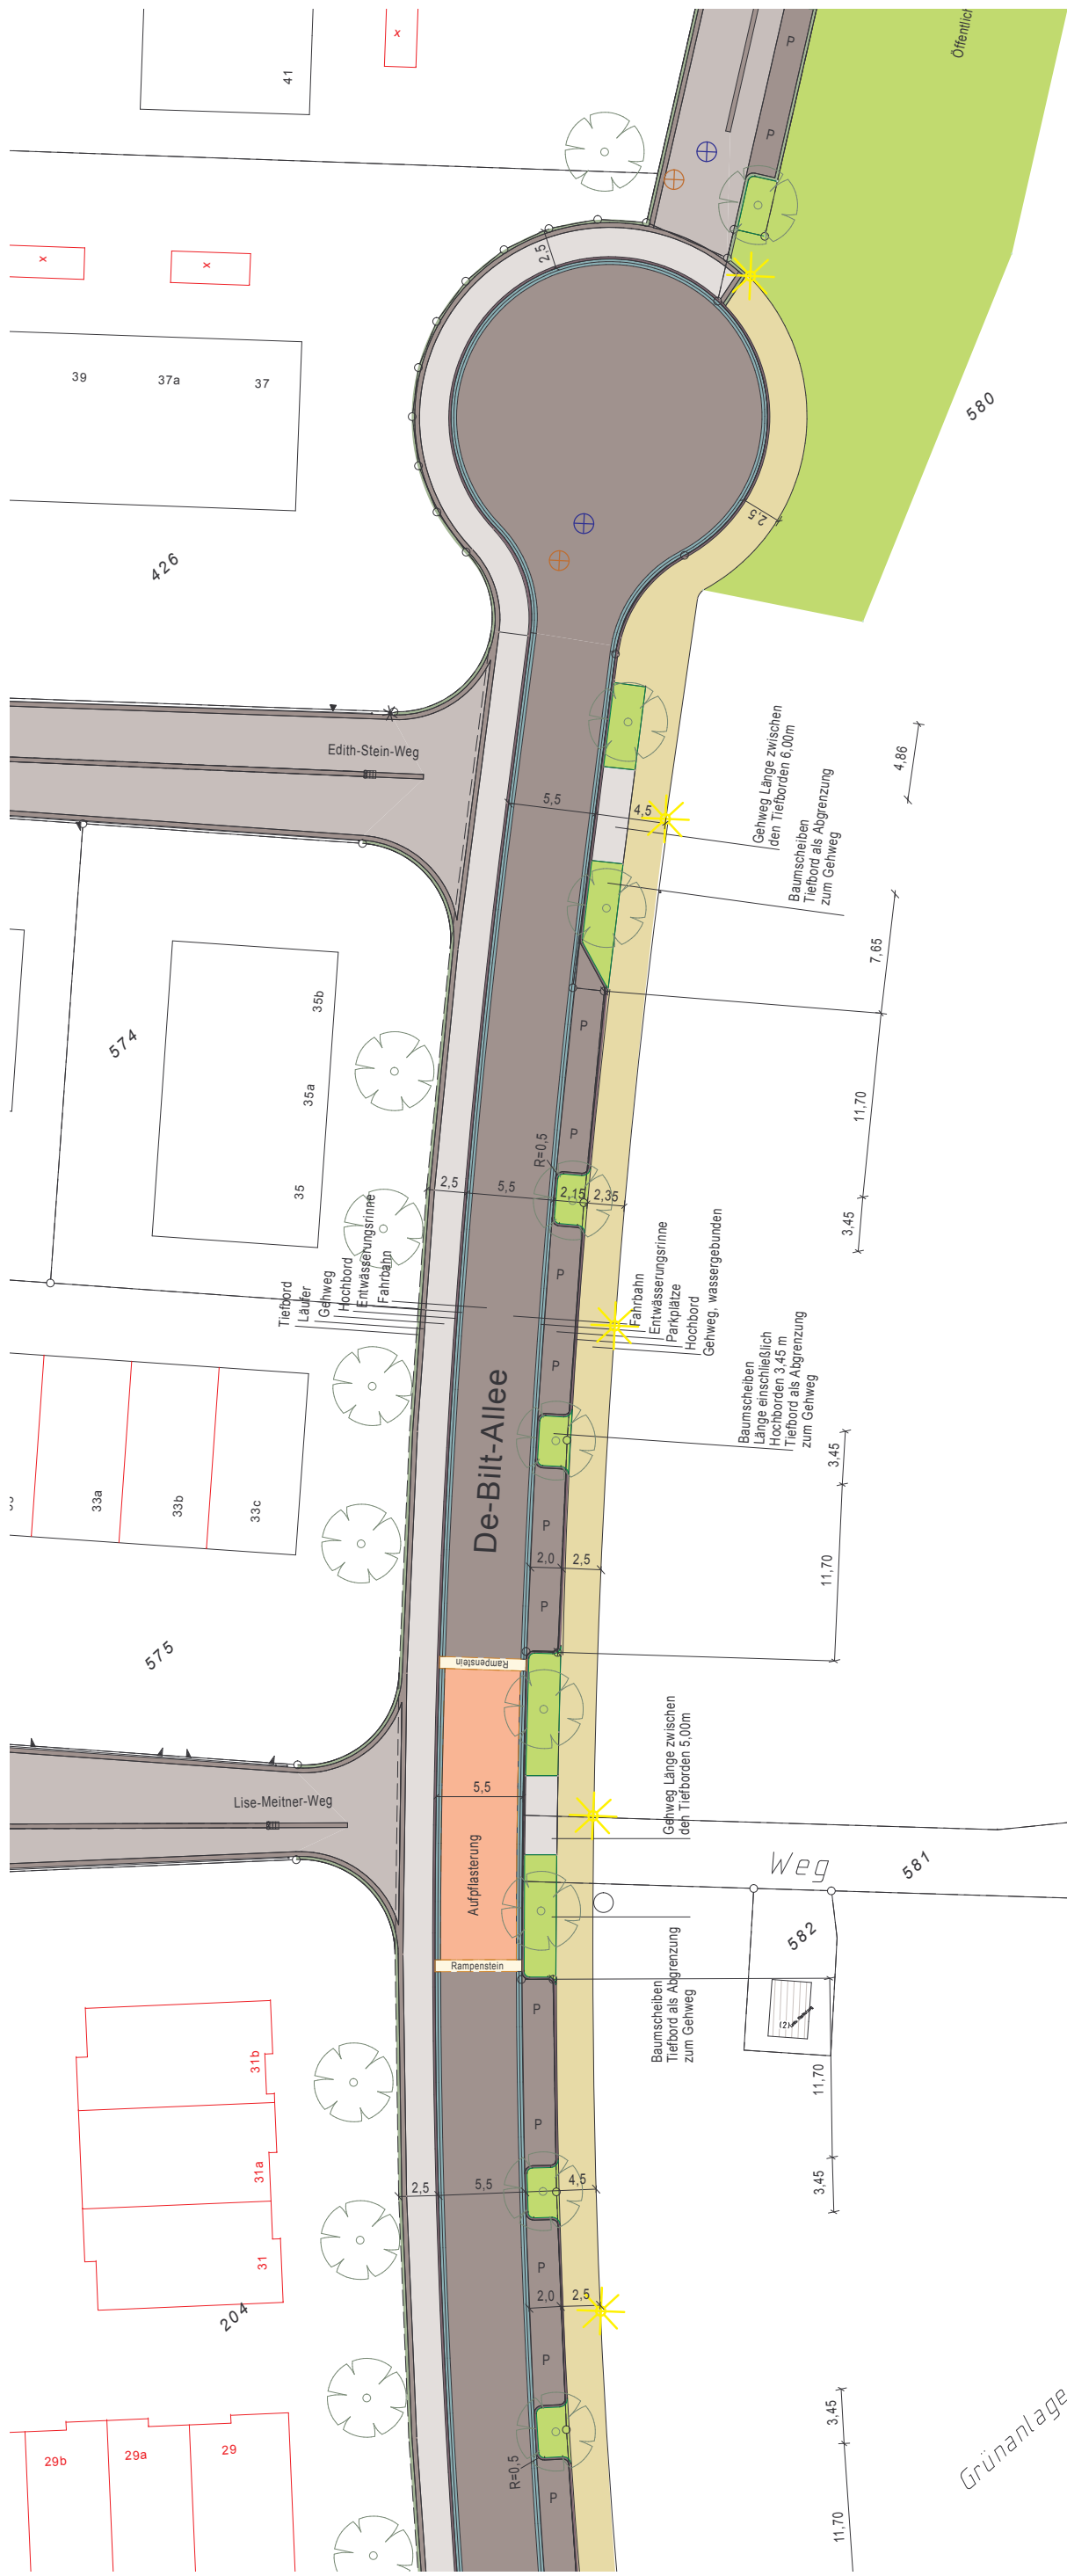 41
x
P
Öffentlich
P
2,5
x
x
39
37a
37
580
2,5
426
Edith-Stein-Weg
5,5
4,5
Gehweg Länge zwischen
den Tiefborden 6,00m
4,86
Baumscheiben
Tiefbord als Abgrenzung
zum Gehweg
7,65
574
35b
35a
35
P
P
11,70
R=0,5
2,5
5,5
2,15
2,35
3,45
Tiefbord
Läufer
Gehweg
Hochbord
Entwässerungsrinne
Fahrbahn
P
Fahrbahn
Entwässerungsrinne
Parkplätze
Hochbord
Gehweg, wassergebunden
P
De-Bilt-Allee
Baumscheiben
Länge einschließlich
Hochborden 3,45 m
Tiefbord als Abgrenzung
zum Gehweg
3,45
33a
33b
33c
P
2,0
2,5
11,70
P
575
Rampenstein
Gehweg Länge zwischen
den Tiefborden 5,00m
5,5
Lise-Meitner-Weg
Aufpflasterung
Weg
581
582
Rampenstein
Baumscheiben
Tiefbord als Abgrenzung
zum Gehweg
P
(2)
31b
31a
31
P
11,70
2,5
5,5
4,5
3,45
P
2,0
2,5
204
P
3,45
29b
29a
29
R=0,5
P
11,70
Grünanlage